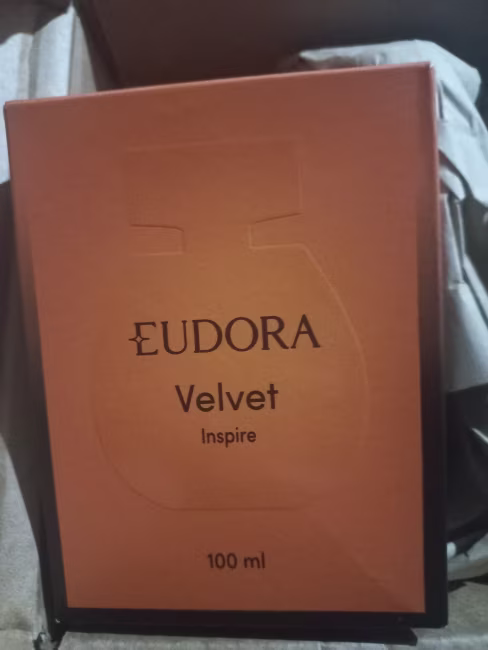 EUDORA
Velvet
Inspire
100 ml